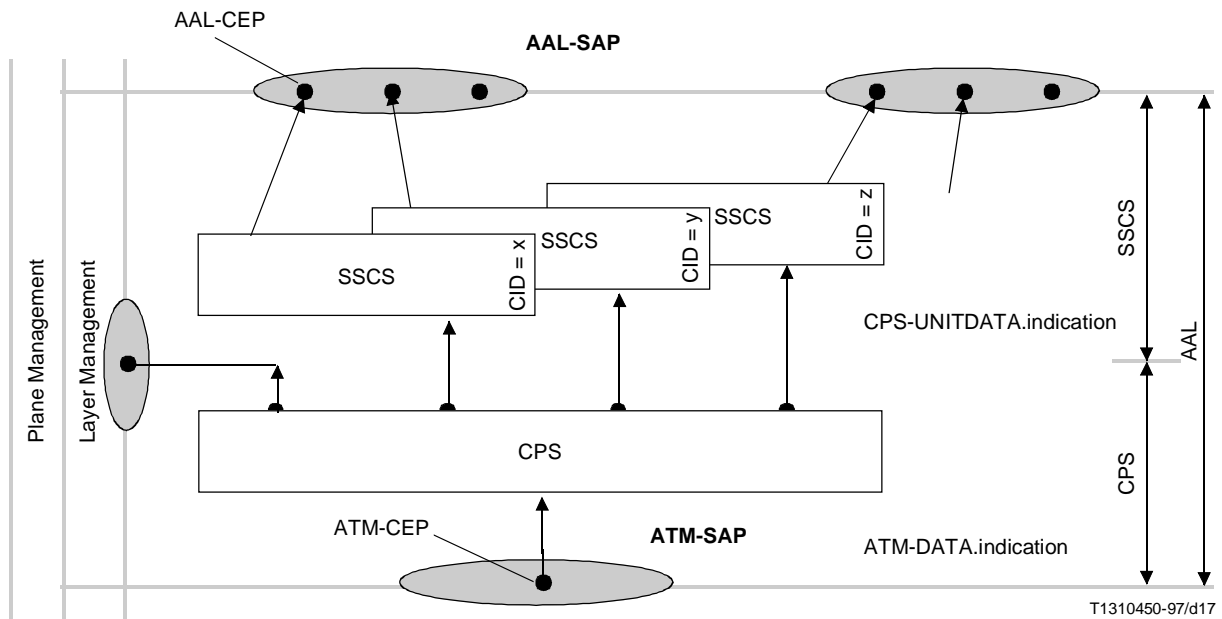 AAL-CEP
AAL-SAP
SSCS
CID = z
SSCS
CID = y
SSCS
CID = x
Plane Management
Layer Management
CPS-UNITDATA.indication
SSCS
AAL
CPS
CPS
ATM-CEP
ATM-SAP
ATM-DATA.indication
T1310450-97/d17